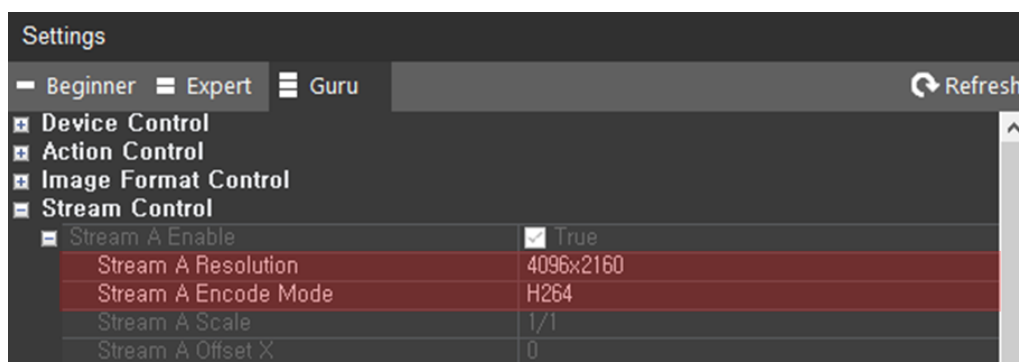 Settings
Beginner Expert Guru Refresh
Device Control
Action Control
Image Format Control
Stream Control
Stream A Enable True
Stream A Resolution 4096x2160
Stream A Encode Mode H264
Stream A Scale 1/1
Stream A Offset X 0